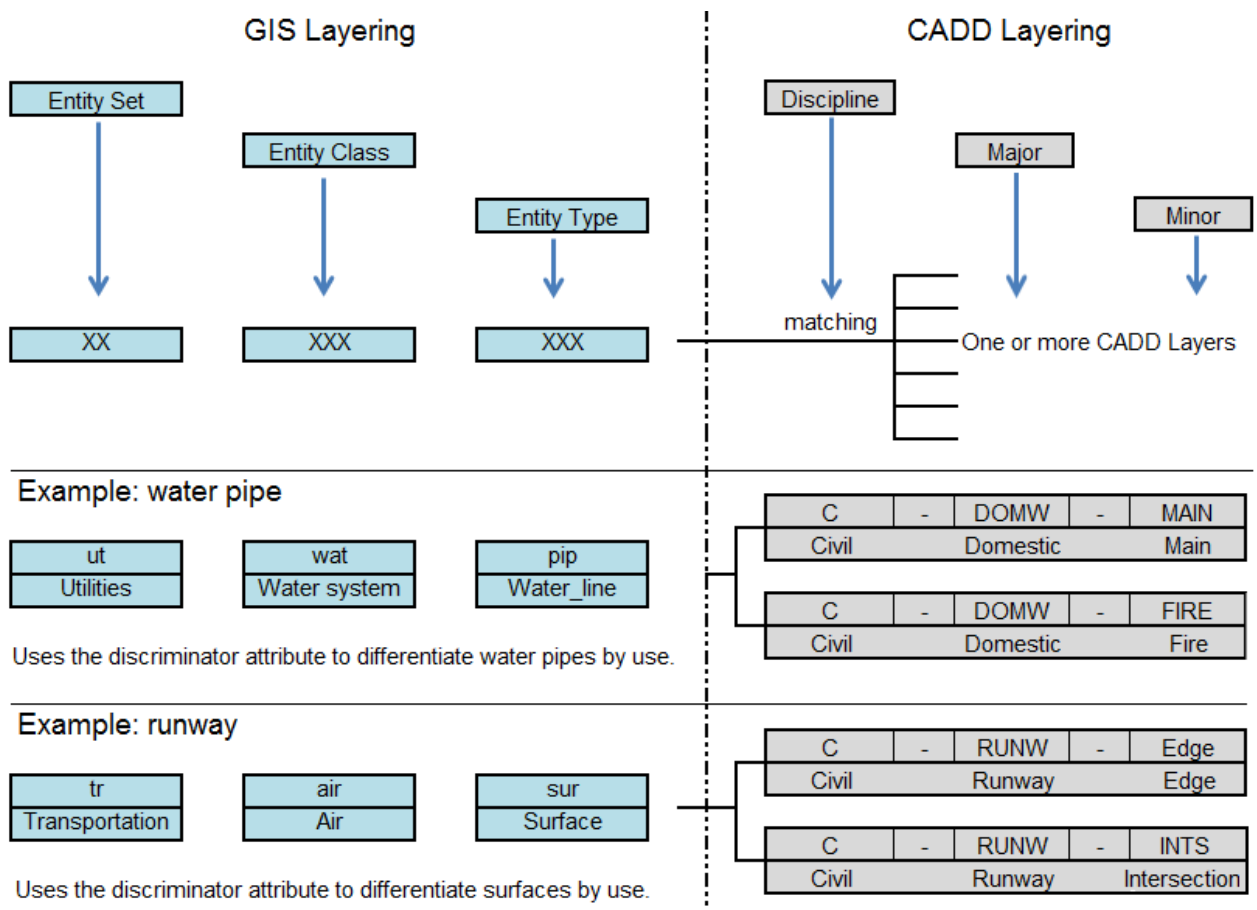 GIS Layering
CADD Layering
Entity Set
Discipline
Entity Class
Major
Entity Type
Minor
XX
XXX
XXX
matching
One or more CADD Layers
Example: water pipe
ut
wat
pip
Utilities
Water system
Water_line
Uses the discriminator attribute to differentiate water pipes by use.
C - DOMW - MAIN
Civil Domestic Main
C - DOMW - FIRE
Civil Domestic Fire
Example: runway
tr
air
sur
Transportation
Air
Surface
Uses the discriminator attribute to differentiate surfaces by use.
C - RUNW - Edge
Civil Runway Edge
C - RUNW - INTS
Civil Runway Intersection